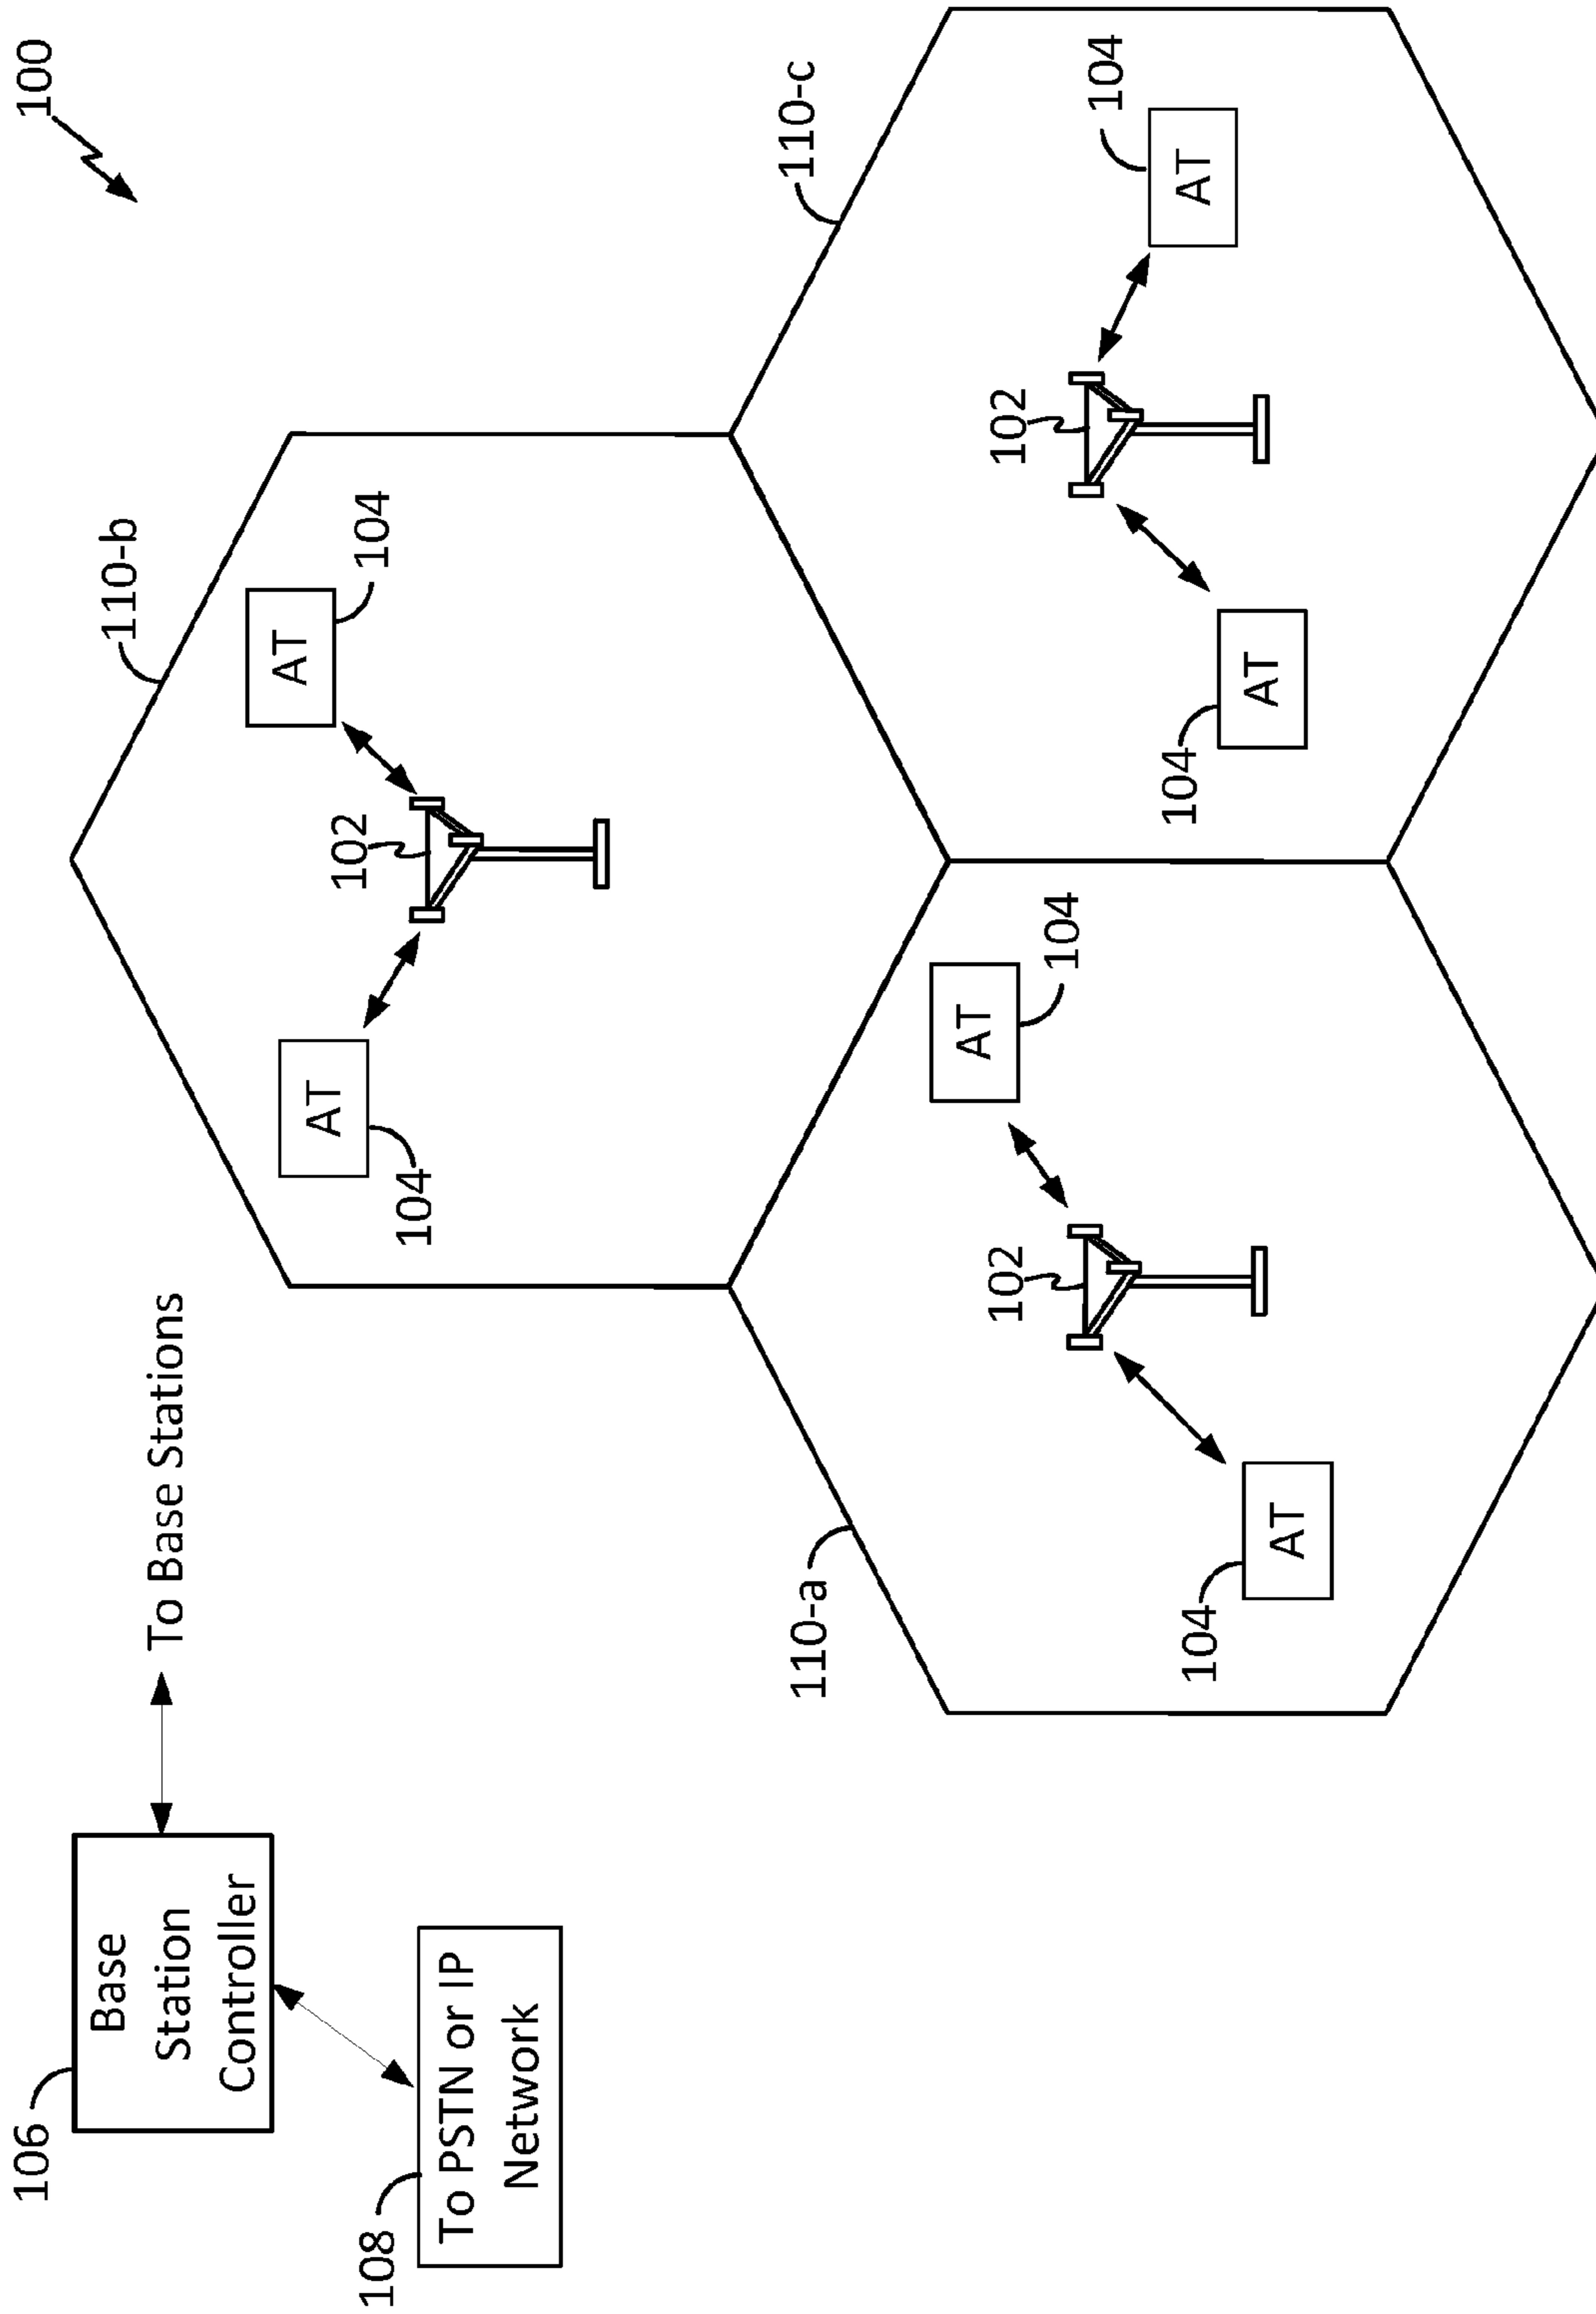 100
106
Base
Station
Controller
To Base Stations
108
To PSTN or IP
Network
110-b
104
AT
102
AT
104
110-a
102
AT
104
104
AT
110-c
102
104
AT
104
AT